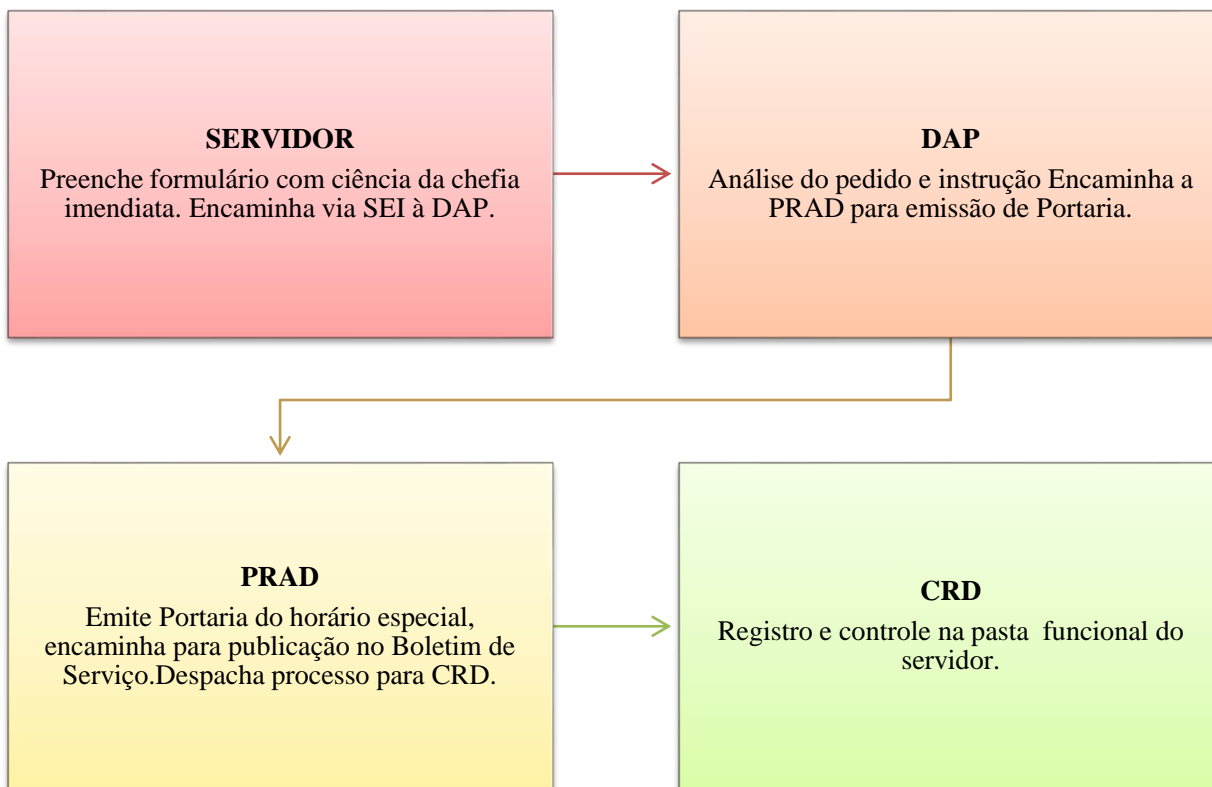 SERVIDOR
Preenche formulário com ciência da chefia
imendiata. Encaminha via SEI à DAP.
DAP
Análise do pedido e instrução Encaminha a
PRAD para emissão de Portaria.
PRAD
Emite Portaria do horário especial,
encaminha para publicação no Boletim de
Serviço.Despacha processo para CRD.
CRD
Registro e controle na pasta  funcional do
servidor.